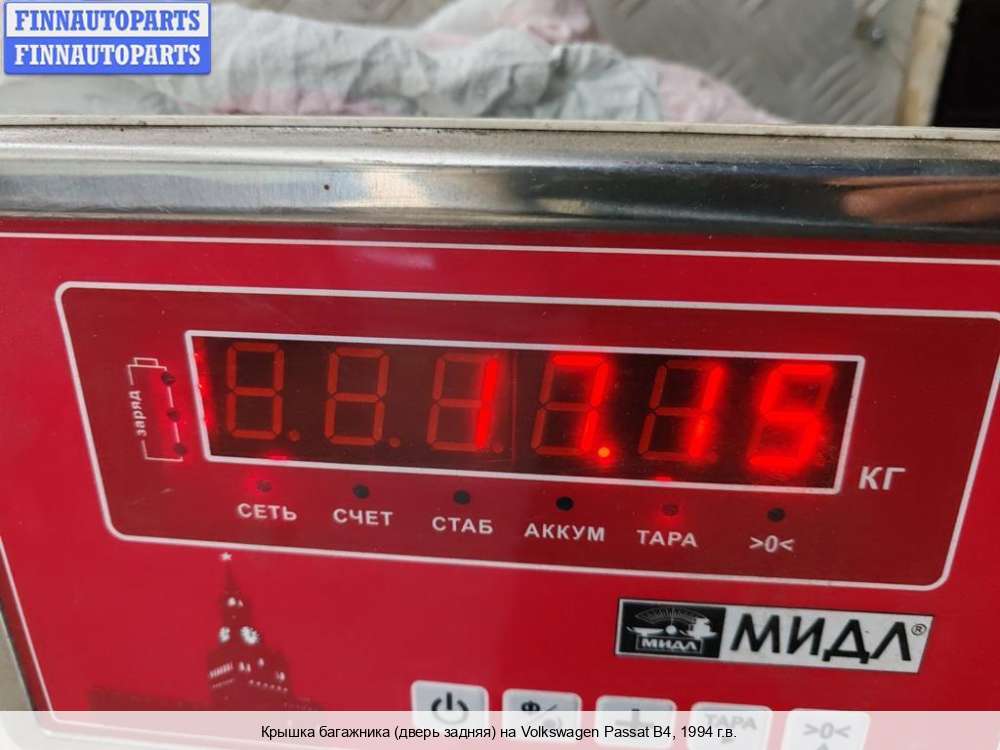 FINNAUTOPARTS
FINNAUTOPARTS
заряд
17.15
КГ
СЕТЬ
СЧЕТ
СТАБ
АККУМ
ТАРА
>0<
МИДЛ
МИДЛ®
ТАРА
>0<
Крышка багажника (дверь задняя) на Volkswagen Passat B4, 1994 г.в.